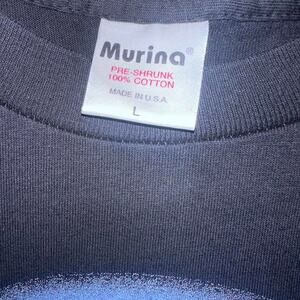 Murina®
PRE-SHRUNK
100% COTTON
MADE IN U.S.A.
L